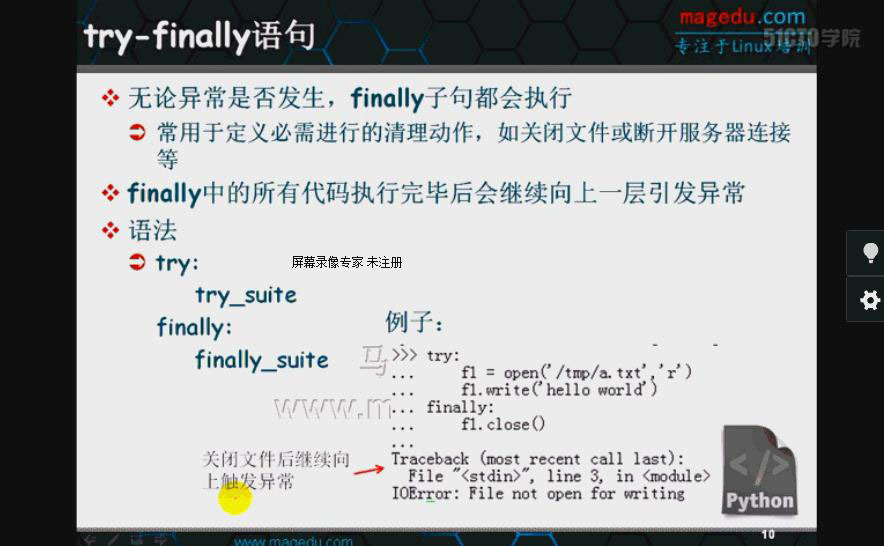 try-finally语句
magedu.com
专注于Linux培训
51CTO学院
无论异常是否发生，finally子句都会执行
常用于定义必需进行的清理动作，如关闭文件或断开服务器连接
等
finally中的所有代码执行完毕后会继续向上一层引发异常
语法
try:
屏幕录像专家 未注册
try_suite
finally:
finally_suite
例子：
>>> try:
...     f1 = open('/tmp/a.txt','r')
...     f1.write('hello world')
... finally:
...     f1.close()
...
Traceback (most recent call last):
  File "<stdin>", line 3, in <module>
IOError: File not open for writing
马
www.m
关闭文件后继续向
上触发异常
</>
Python
10
www.magedu.com